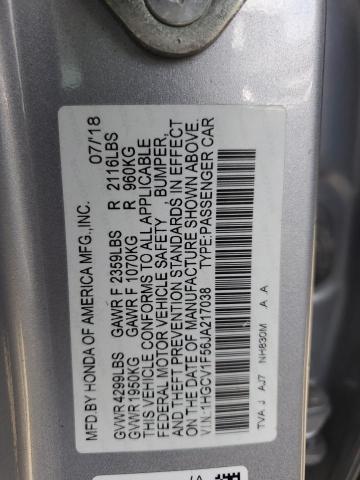 MFD.BY HONDA OF AMERICA MFG.,INC. 07/18
GVWR 4299LBS GAWR F 2359LBS R 2116LBS
GVWR 1950KG GAWR F 1070KG R 960KG
THIS VEHICLE CONFORMS TO ALL APPLICABLE
FEDERAL MOTOR VEHICLE SAFETY, BUMPER,
AND THEFT PREVENTION STANDARDS IN EFFECT
ON THE DATE OF MANUFACTURE SHOWN ABOVE.
V.I.N.:1HGCV1F56JA217038 TYPE:PASSENGER CAR
TVA J AJ7 NH830M A A